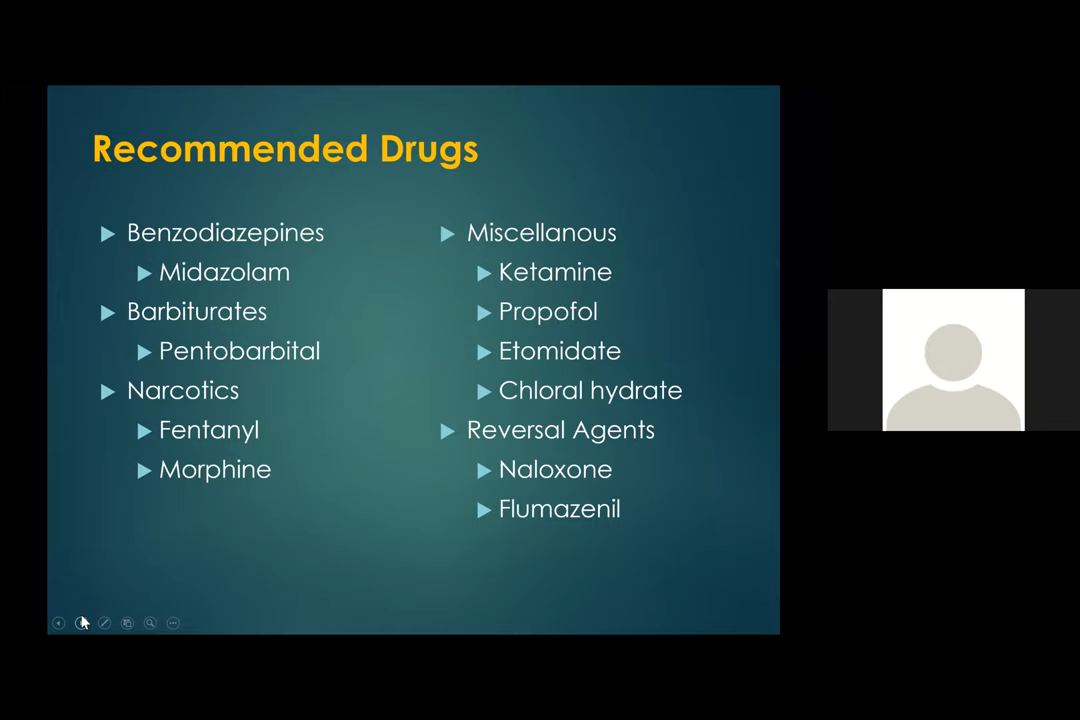 Recommended Drugs
Benzodiazepines
Midazolam
Barbiturates
Pentobarbital
Narcotics
Fentanyl
Morphine
Miscellanous
Ketamine
Propofol
Etomidate
Chloral hydrate
Reversal Agents
Naloxone
Flumazenil